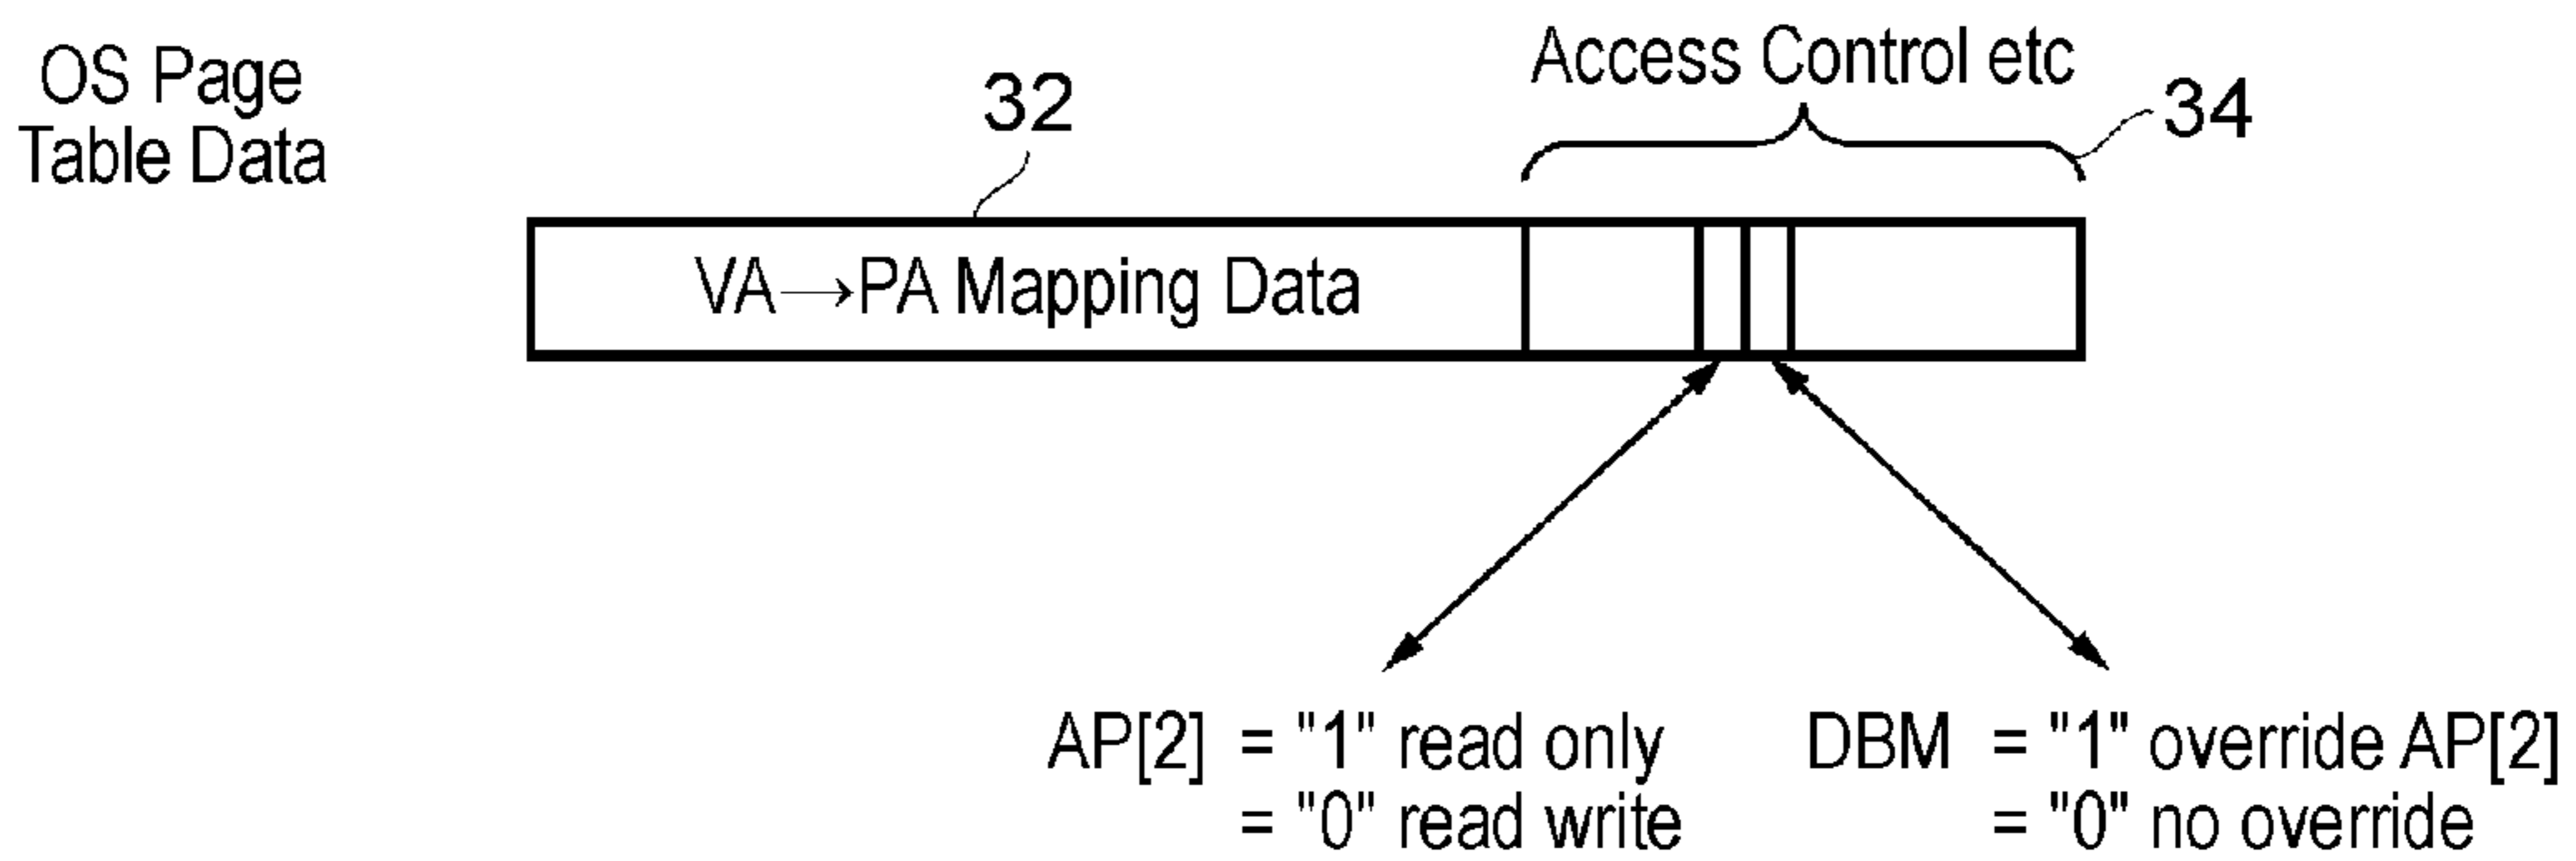 OS Page
Table Data
32
Access Control etc
34
VA→PA Mapping Data
AP[2] = "1" read only
= "0" read write
DBM = "1" override AP[2]
= "0" no override